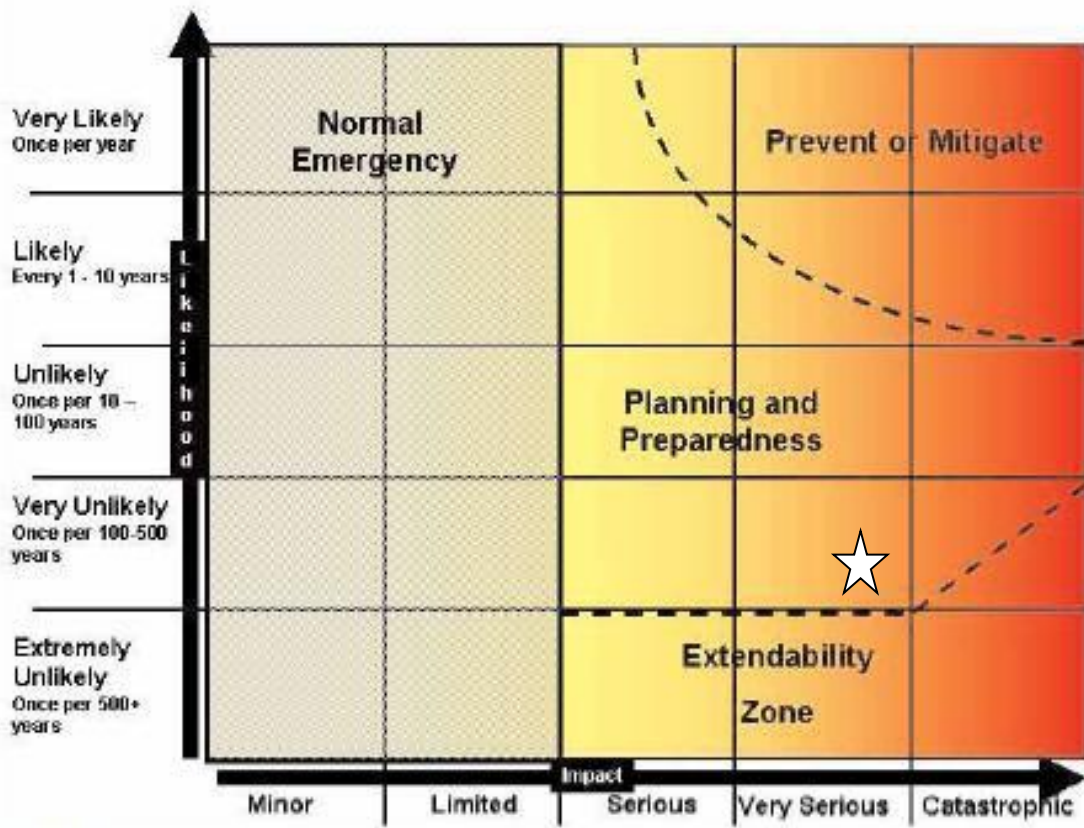 Very Likely
Once per year
Normal
Emergency
Prevent or Mitigate
Likely
Every 1 - 10 years
Likelihood
Unlikely
Once per 10 –
100 years
Planning and
Preparedness
Very Unlikely
Once per 100-500
years
Extremely
Unlikely
Once per 500+
years
Extendability
Zone
Impact
Minor
Limited
Serious
Very Serious
Catastrophic